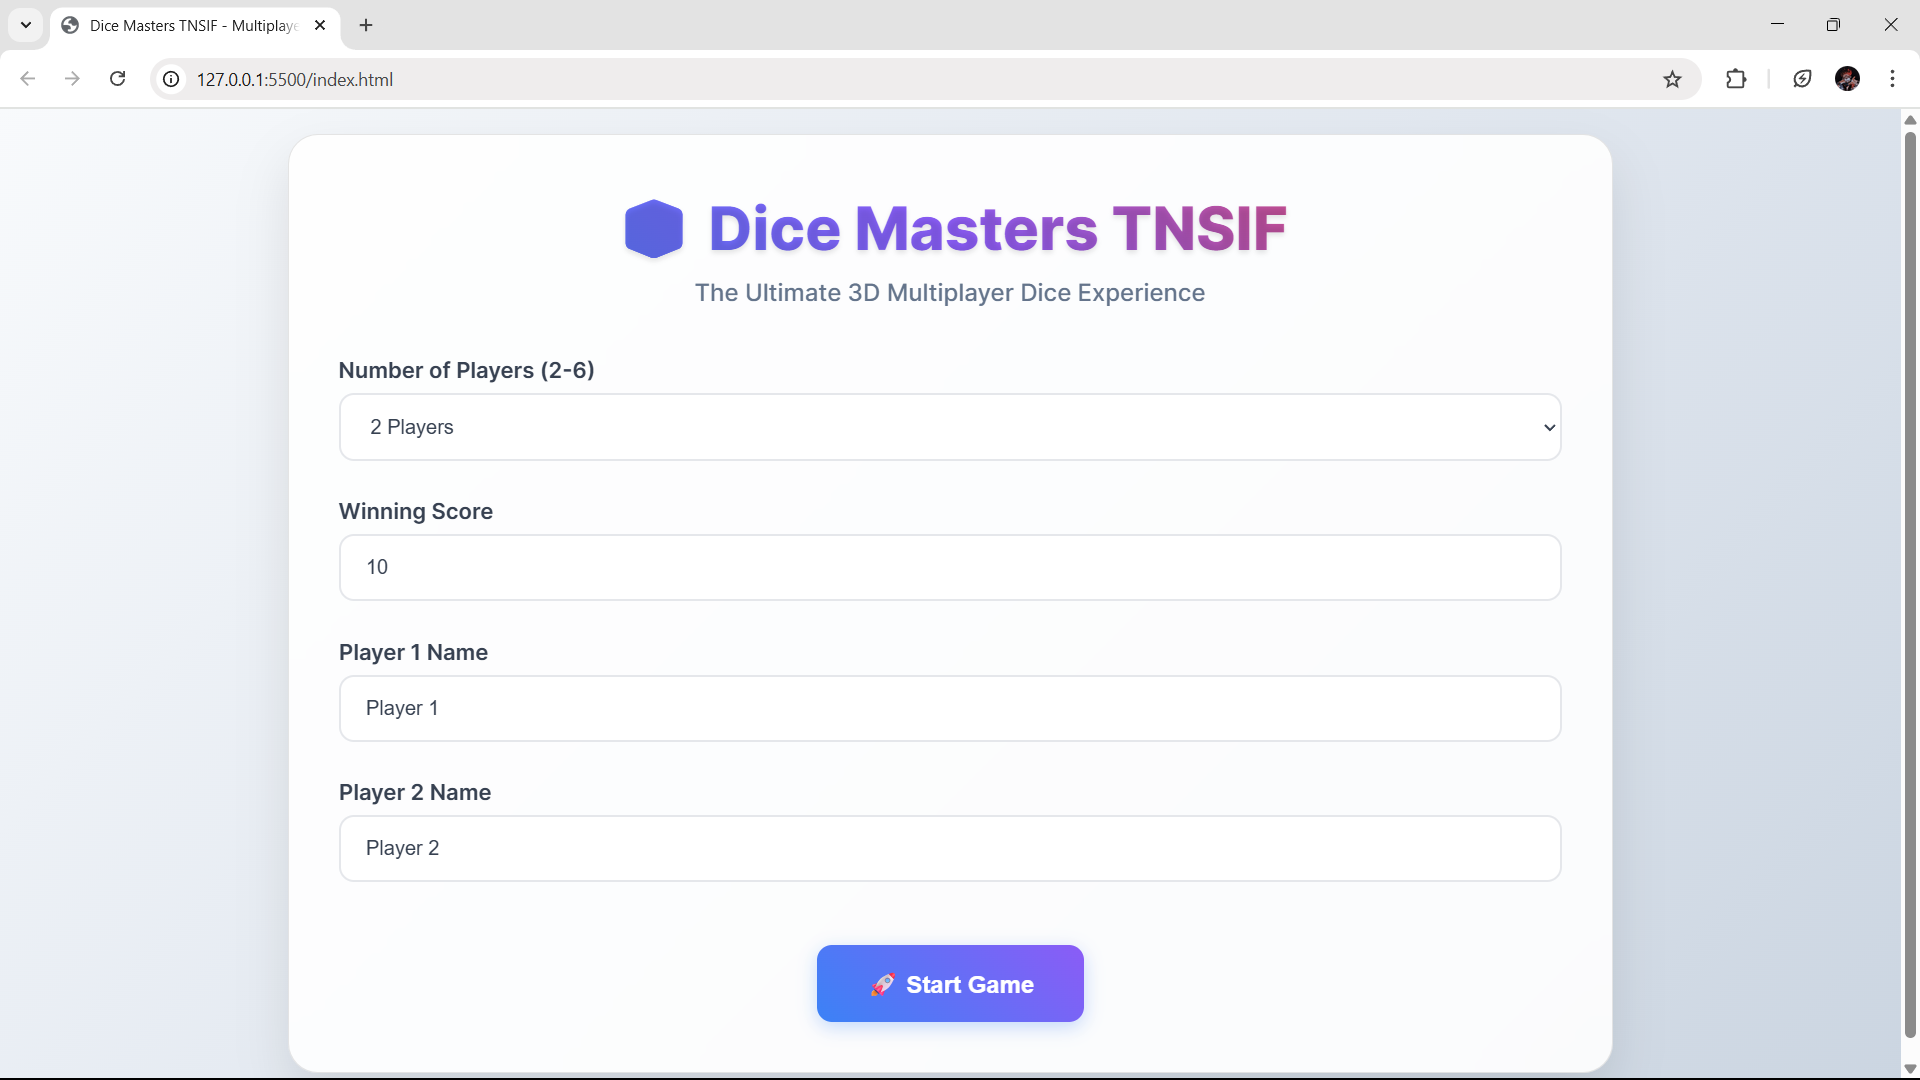 Dice Masters TNSIF - Multiplaye
127.0.0.1:5500/index.html
Dice Masters TNSIF
The Ultimate 3D Multiplayer Dice Experience
Number of Players (2-6)
2 Players
Winning Score
10
Player 1 Name
Player 1
Player 2 Name
Player 2
🚀 Start Game